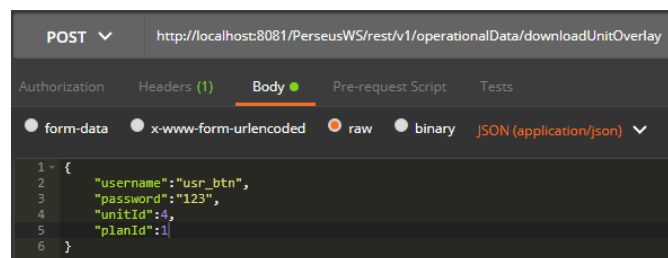 POST http://localhost:8081/PerseusWS/rest/v1/operationalData/downloadUnitOverlay
Authorization Headers (1) Body Pre-request Script Tests
form-data x-www-form-urlencoded raw binary JSON (application/json)
1 {
2 "username":"usr_btn",
3 "password":"123",
4 "unitId":4,
5 "planId":1
6 }